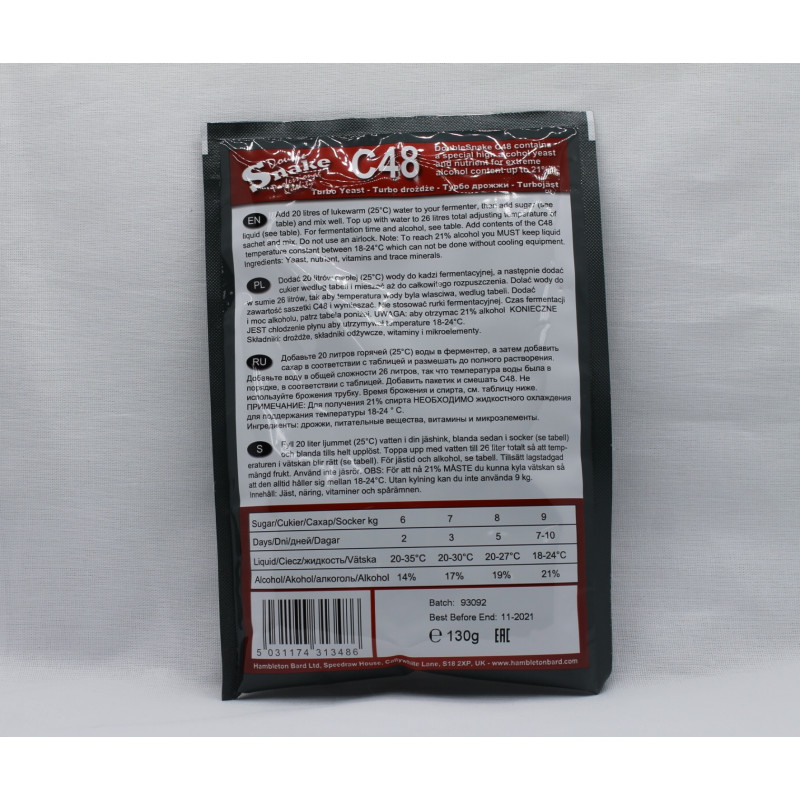 Double Snake
C48
DoubleSnake C48 contains
a special high alcohol yeast
and nutrient for extreme
alcohol content up to 21%
Turbo Yeast - Turbo drożdże - Турбо дрожжи - Turbojäst
EN Add 20 litres of lukewarm (25°C) water to your fermenter, then add sugar (see
table) and mix well. Top up with water to 26 litres total adjusting temperature of
liquid (see table). For fermentation time and alcohol, see table. Add contents of the C48
sachet and mix. Do not use an airlock. Note: To reach 21% alcohol you MUST keep liquid
temperature constant between 18-24°C which can not be done without cooling equipment.
Ingredients: Yeast, nutrient, vitamins and trace minerals.
PL Dodać 20 litrów ciepłej (25°C) wody do kadzi fermentacyjnej, a następnie dodać
cukier według tabeli i mieszać aż do całkowitego rozpuszczenia. Dolać wody do
w sumie 26 litrów, tak aby temperatura wody była wlasciwa, według tabeli. Dodać
zawartość saszetki C48 i wymieszać. Nie stosować rurki fermentacyjnej. Czas fermentacji
i moc alkoholu, patrz tabela poniżej. UWAGA: aby otrzymac 21% alkohol KONIECZNE
JEST chłodzenie płynu aby utrzymywać temperature 18-24°C.
Składniki: drożdże, składniki odżywcze, witaminy i mikroelementy.
RU Добавьте 20 литров горячей (25°C) воды в ферментер, а затем добавить
сахар в соответствии с таблицей и размешать до полного растворения.
Добавьте воду в общей сложности 26 литров, так что температура воды была в
порядке, в соответствии с таблицей. Добавить пакетик и смешать C48. Не
используйте брожения трубку. Время брожения и спирта, см. таблицу ниже.
ПРИМЕЧАНИЕ: Для получения 21% спирта НЕОБХОДИМО жидкостного охлаждения
для поддержания температуры 18-24 ° C.
Ингредиенты: дрожжи, питательные вещества, витамины и микроэлементы.
S Fyll 20 liter ljummet (25°C) vatten i din jäshink, blanda sedan i socker (se tabell)
och blanda tills helt upplöst. Toppa upp med vatten till 26 liter totalt så att temp-
eraturen i vätskan blir rätt (se tabell). För jästid och alkohol, se tabell. Tillsätt lagstadgad
mängd frukt. Använd inte jäsrör. OBS: För att nå 21% MÅSTE du kunna kyla vätskan så
att den alltid håller sig mellan 18-24°C. Utan kylning kan du inte använda 9 kg.
Innehåll: Jäst, näring, vitaminer och spårämnen.
Sugar/Cukier/Caxap/Socker kg 6 7 8 9
Days/Dni/дней/Dagar 2 3 5 7-10
Liquid/Ciecz/жидкость/Vätska 20-35°C 20-30°C 20-27°C 18-24°C
Alcohol/Akohol/алкоголь/Alkohol 14% 17% 19% 21%
Batch: 93092
Best Before End: 11-2021
℮ 130g EAC
5 031174 313486
Hambleton Bard Ltd, Speedraw House, Callywhite Lane, S18 2XP, UK - www.hambletonbard.com